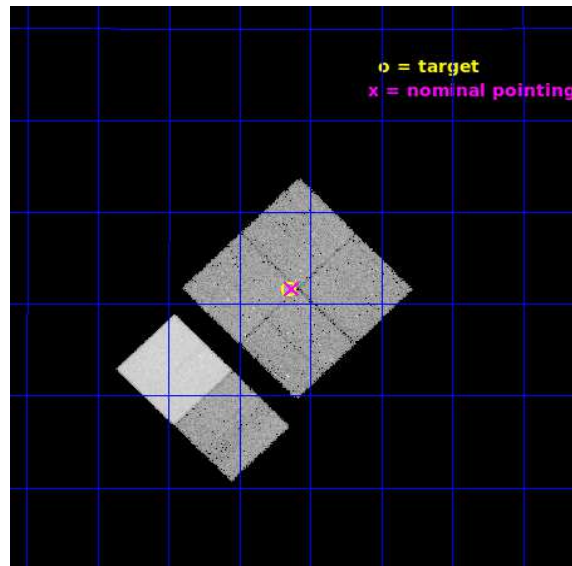 o = target
x = nominal pointing